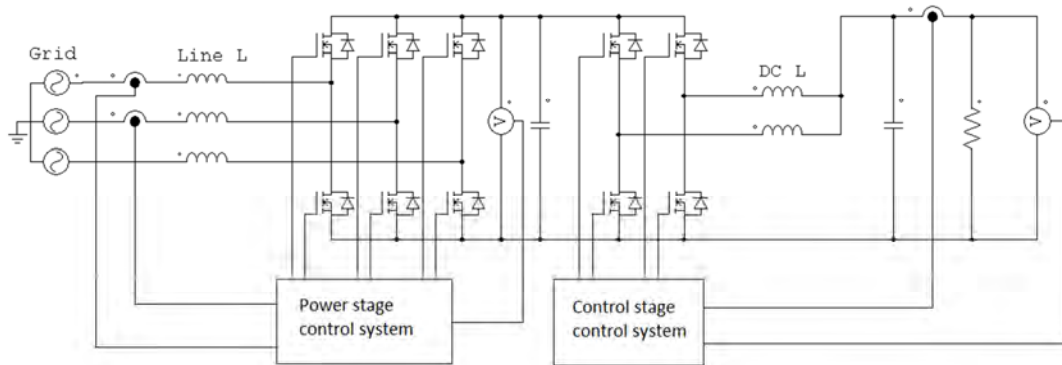 Grid
Line L
DC L
V
V
Power stage
control system
Control stage
control system